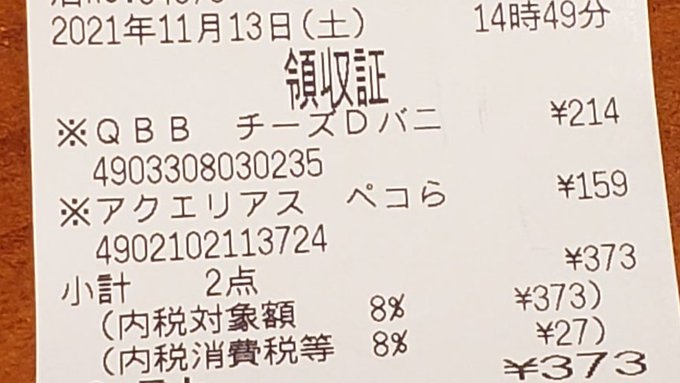 2021年11月13日(土) 14時49分
領収証
※QBB チーズDバニ ¥214
4903308030235
※アクエリアス ペコら ¥159
4902102113724
小計 2点 ¥373
(内税対象額 8% ¥373)
(内税消費税等 8% ¥27)
¥373